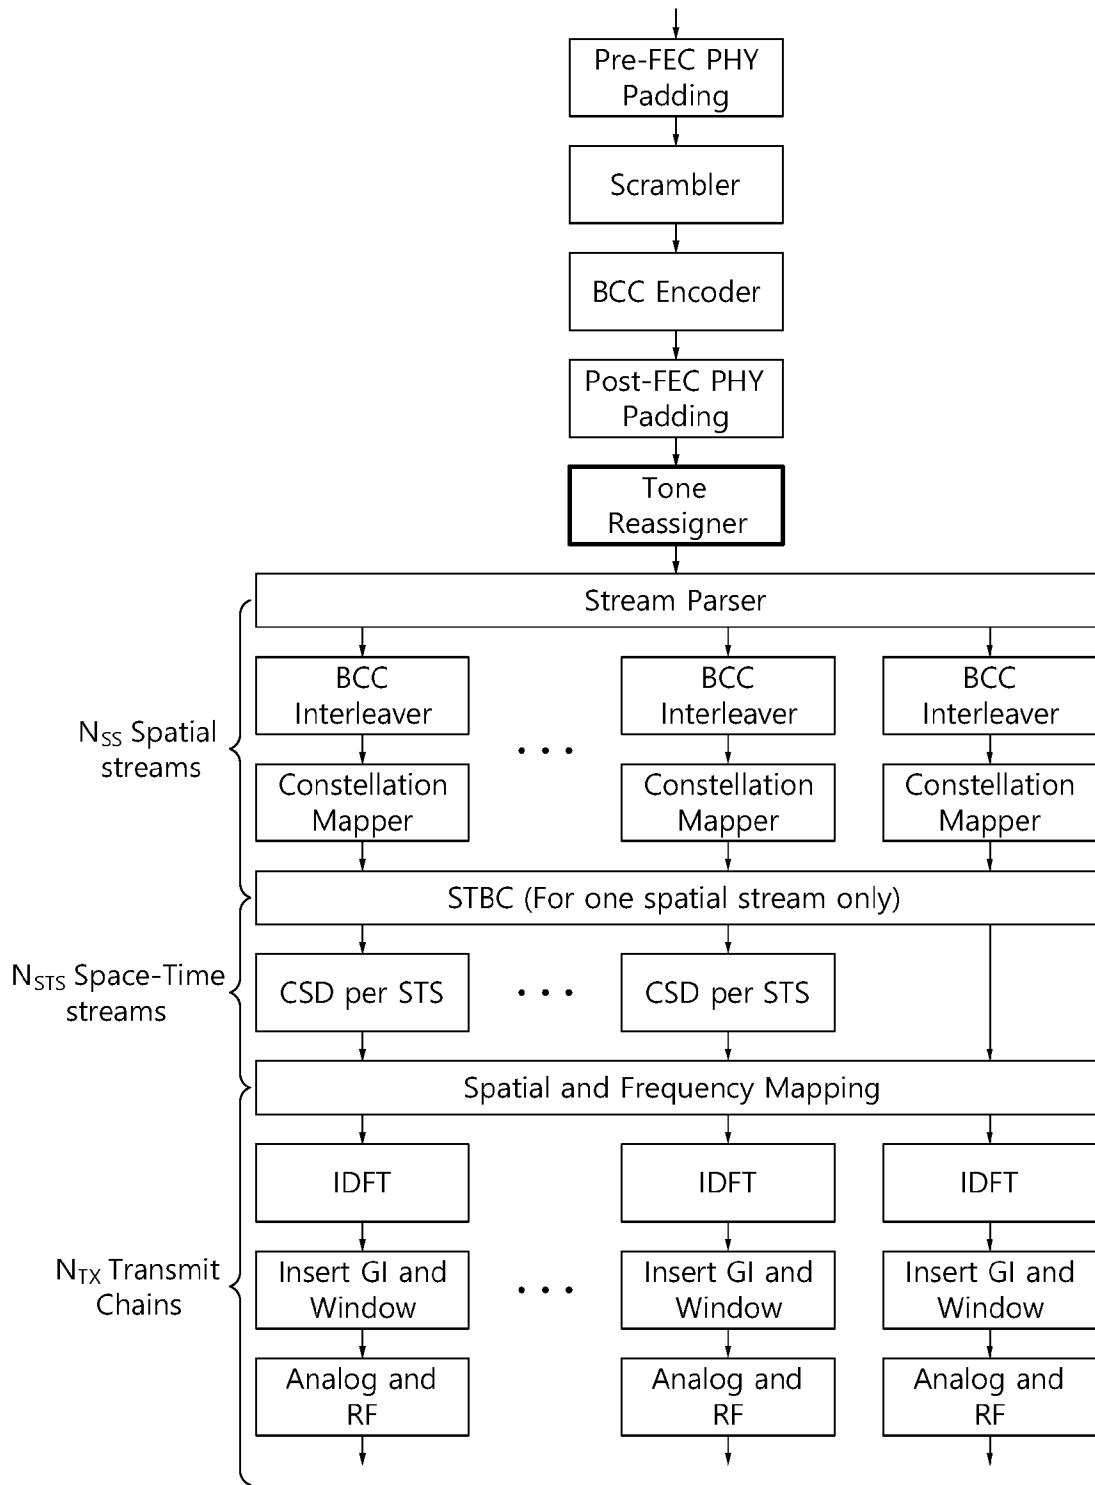 Pre-FEC PHY
Padding
Scrambler
BCC Encoder
Post-FEC PHY
Padding
Tone
Reassigner
Stream Parser
BCC
Interleaver
BCC
Interleaver
BCC
Interleaver
NSS Spatial
streams
Constellation
Mapper
Constellation
Mapper
Constellation
Mapper
STBC (For one spatial stream only)
NSTS Space-Time
streams
CSD per STS
CSD per STS
Spatial and Frequency Mapping
IDFT
IDFT
IDFT
NTX Transmit
Chains
Insert GI and
Window
Insert GI and
Window
Insert GI and
Window
Analog and
RF
Analog and
RF
Analog and
RF